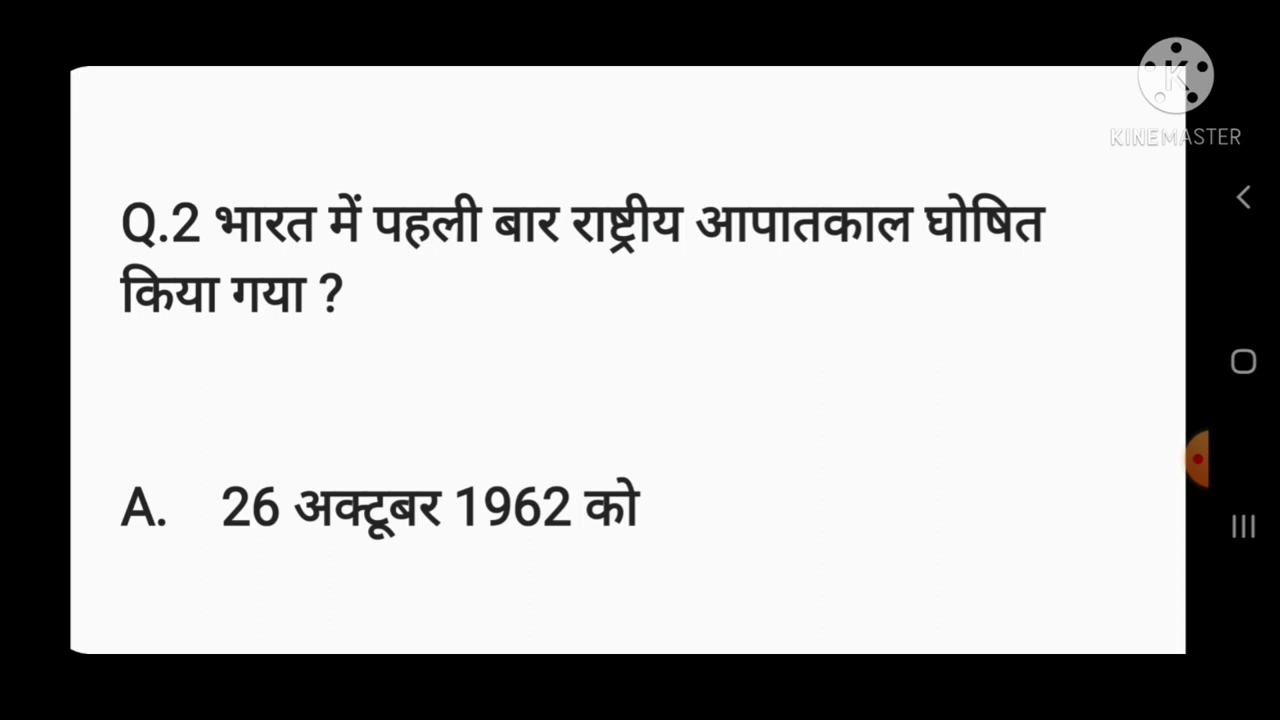 KINEMASTER
Q.2 भारत में पहली बार राष्ट्रीय आपातकाल घोषित
किया गया ?
A. 26 अक्टूबर 1962 को